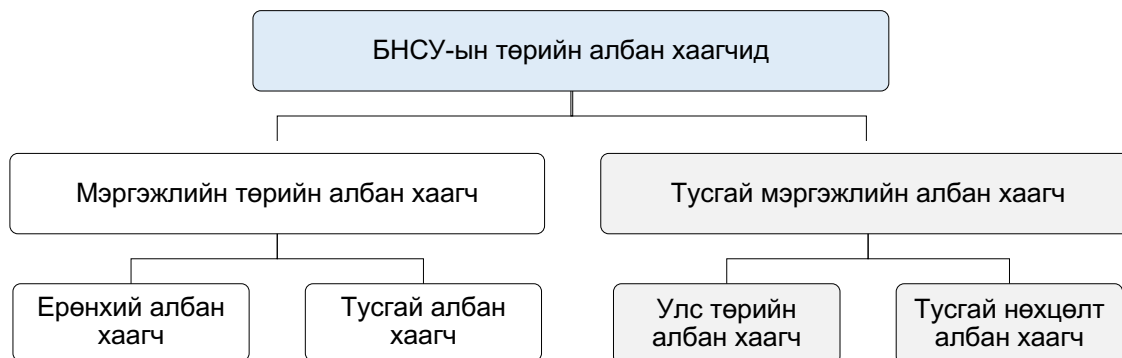 БНСУ-ын төрийн албан хаагчид
Мэргэжлийн төрийн албан хаагч
Тусгай мэргэжлийн албан хаагч
Ерөнхий албан
хаагч
Тусгай албан
хаагч
Улс төрийн
албан хаагч
Тусгай нөхцөлт
албан хаагч